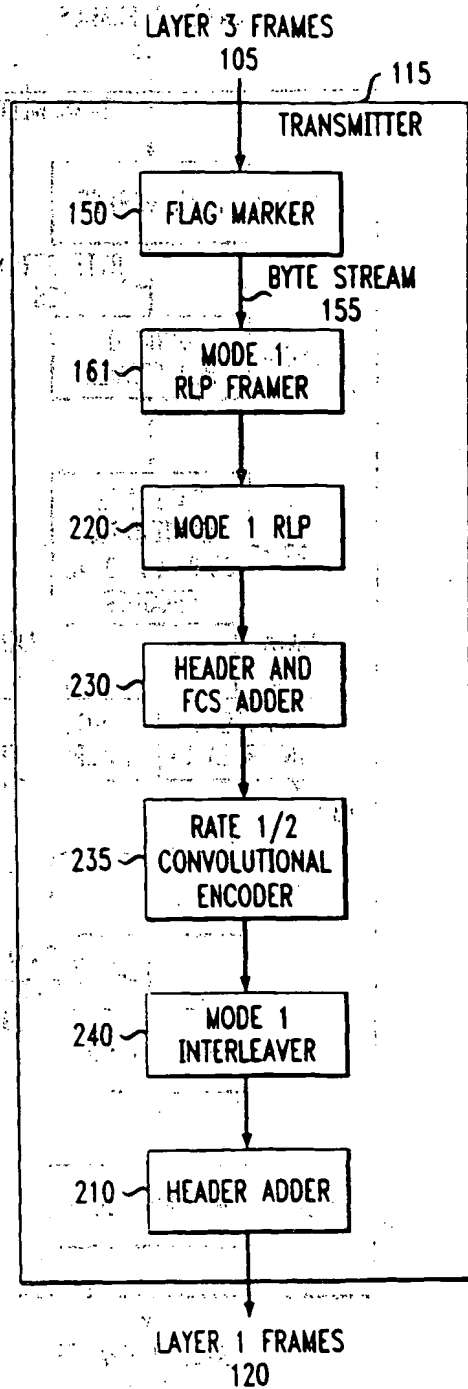 LAYER 3 FRAMES
105
115
TRANSMITTER
150
FLAG MARKER
BYTE STREAM
155
161
MODE 1
RLP FRAMER
220
MODE 1 RLP
230
HEADER AND
FCS ADDER
235
RATE 1/2
CONVOLUTIONAL
ENCODER
240
MODE 1
INTERLEAVER
210
HEADER ADDER
LAYER 1 FRAMES
120